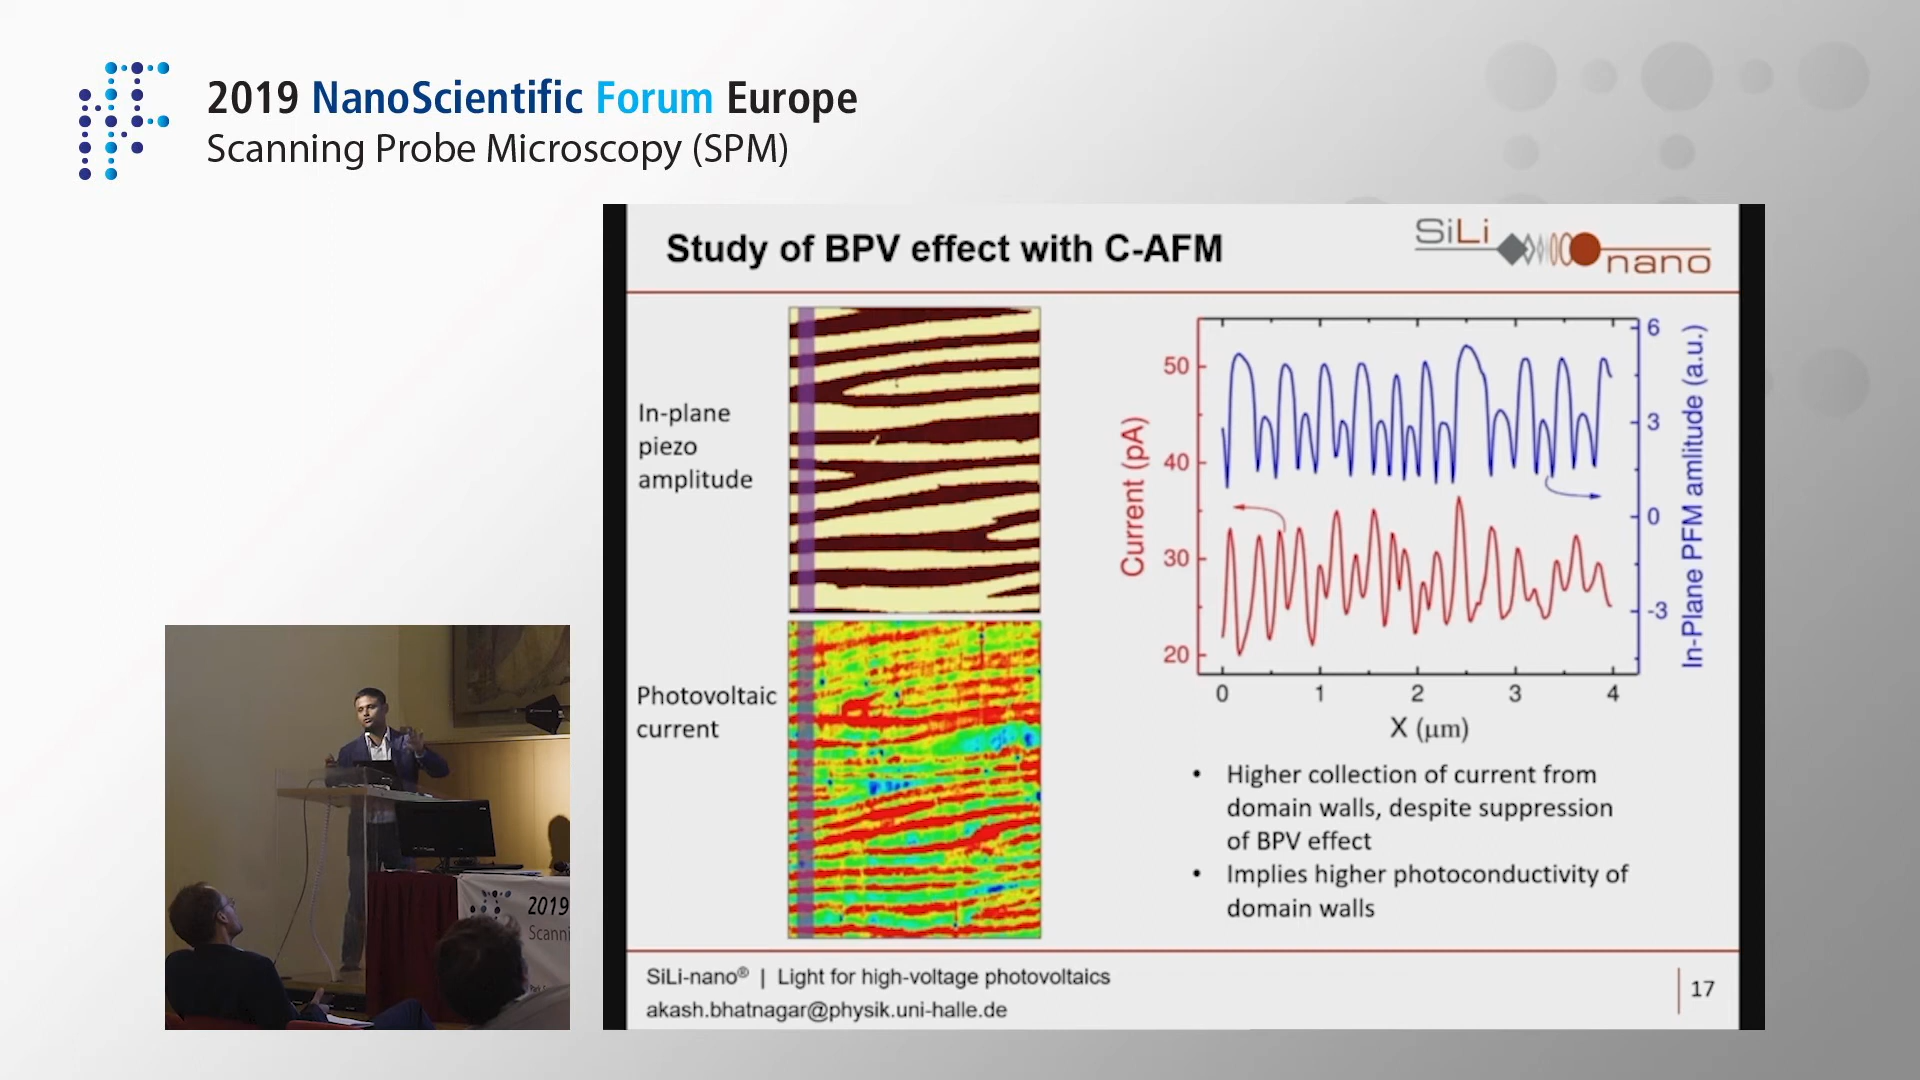 2019 NanoScientific Forum Europe
Scanning Probe Microscopy (SPM)
Study of BPV effect with C-AFM
SiLi
nano
In-plane
piezo
amplitude
Photovoltaic
current
50
40
30
20
Current (pA)
6
3
0
-3
In-Plane PFM amlitude (a.u.)
0 1 2 3 4
X (µm)
• Higher collection of current from
domain walls, despite suppression
of BPV effect
• Implies higher photoconductivity of
domain walls
SiLi-nano® | Light for high-voltage photovoltaics
akash.bhatnagar@physik.uni-halle.de
17
2019
Scanni